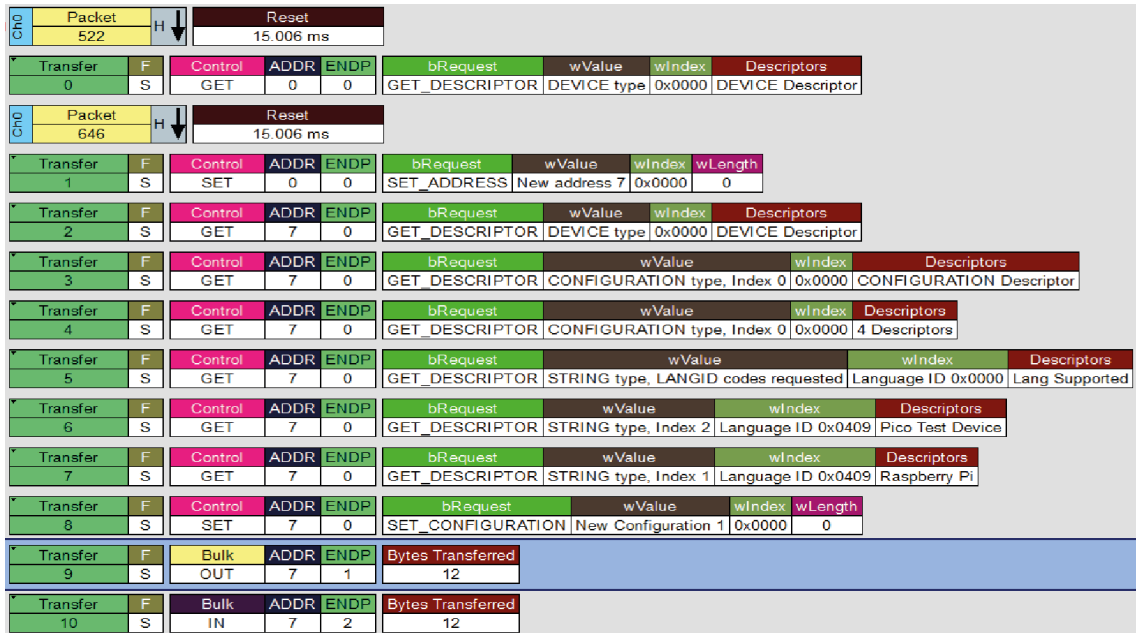 Ch0 Packet H Reset
522 15.006 ms
Transfer F Control ADDR ENDP bRequest wValue wIndex Descriptors
0 S GET 0 0 GET_DESCRIPTOR DEVICE type 0x0000 DEVICE Descriptor
Ch0 Packet H Reset
646 15.006 ms
Transfer F Control ADDR ENDP bRequest wValue wIndex wLength
1 S SET 0 0 SET_ADDRESS New address 7 0x0000 0
Transfer F Control ADDR ENDP bRequest wValue wIndex Descriptors
2 S GET 7 0 GET_DESCRIPTOR DEVICE type 0x0000 DEVICE Descriptor
Transfer F Control ADDR ENDP bRequest wValue wIndex Descriptors
3 S GET 7 0 GET_DESCRIPTOR CONFIGURATION type, Index 0 0x0000 CONFIGURATION Descriptor
Transfer F Control ADDR ENDP bRequest wValue wIndex Descriptors
4 S GET 7 0 GET_DESCRIPTOR CONFIGURATION type, Index 0 0x0000 4 Descriptors
Transfer F Control ADDR ENDP bRequest wValue wIndex Descriptors
5 S GET 7 0 GET_DESCRIPTOR STRING type, LANGID codes requested Language ID 0x0000 Lang Supported
Transfer F Control ADDR ENDP bRequest wValue wIndex Descriptors
6 S GET 7 0 GET_DESCRIPTOR STRING type, Index 2 Language ID 0x0409 Pico Test Device
Transfer F Control ADDR ENDP bRequest wValue wIndex Descriptors
7 S GET 7 0 GET_DESCRIPTOR STRING type, Index 1 Language ID 0x0409 Raspberry Pi
Transfer F Control ADDR ENDP bRequest wValue wIndex wLength
8 S SET 7 0 SET_CONFIGURATION New Configuration 1 0x0000 0
Transfer F Bulk ADDR ENDP Bytes Transferred
9 S OUT 7 1 12
Transfer F Bulk ADDR ENDP Bytes Transferred
10 S IN 7 2 12